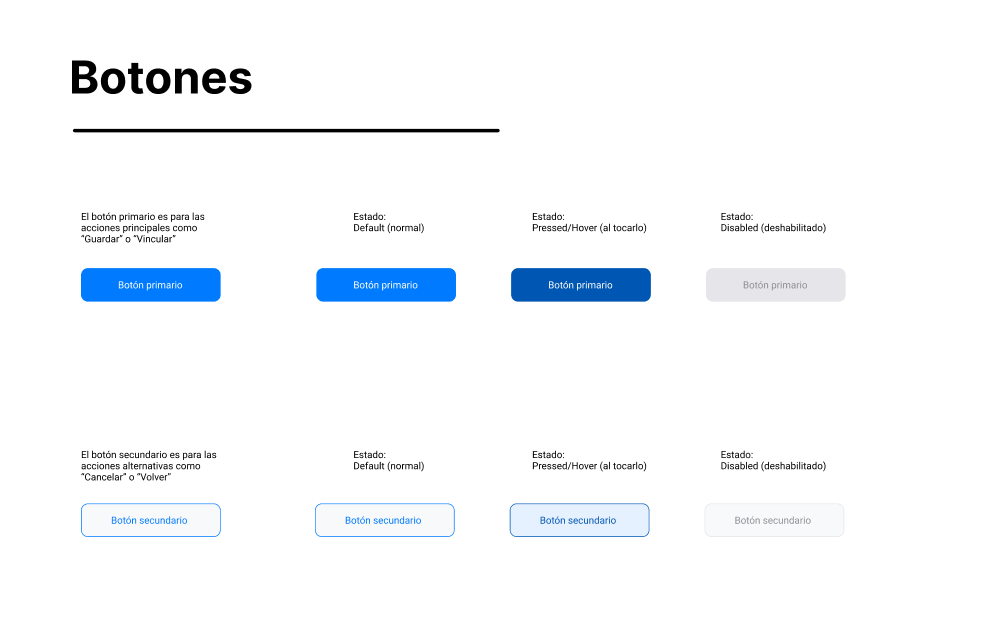 Botones
El botón primario es para las
acciones principales como
“Guardar” o “Vincular”
Estado:
Default (normal)
Estado:
Pressed/Hover (al tocarlo)
Estado:
Disabled (deshabilitado)
Botón primario
Botón primario
Botón primario
Botón primario
El botón secundario es para las
acciones alternativas como
“Cancelar” o “Volver”
Estado:
Default (normal)
Estado:
Pressed/Hover (al tocarlo)
Estado:
Disabled (deshabilitado)
Botón secundario
Botón secundario
Botón secundario
Botón secundario